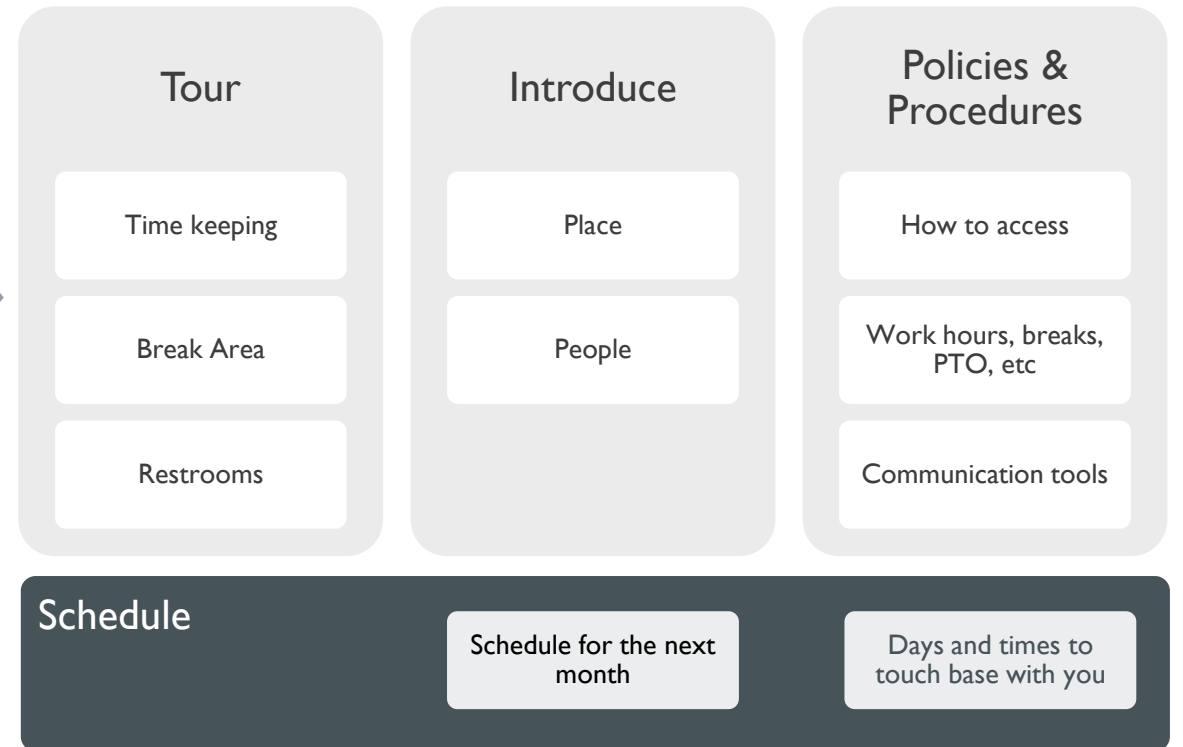 Tour
Time keeping
Break Area
Restrooms
Introduce
Place
People
Policies &
Procedures
How to access
Work hours, breaks,
PTO, etc
Communication tools
Schedule
Schedule for the next
month
Days and times to
touch base with you